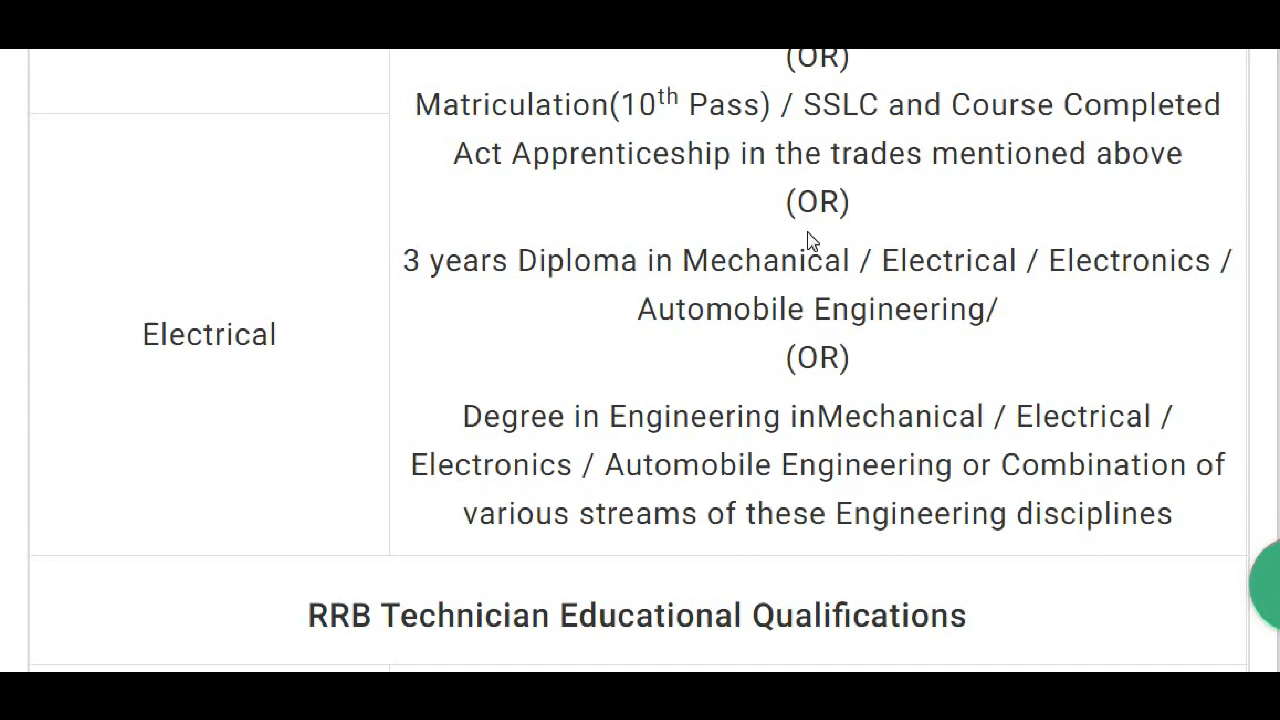 (OR)
Matriculation(10th Pass) / SSLC and Course Completed
Act Apprenticeship in the trades mentioned above
(OR)
3 years Diploma in Mechanical / Electrical / Electronics /
Automobile Engineering/
(OR)
Electrical
Degree in Engineering inMechanical / Electrical /
Electronics / Automobile Engineering or Combination of
various streams of these Engineering disciplines
RRB Technician Educational Qualifications